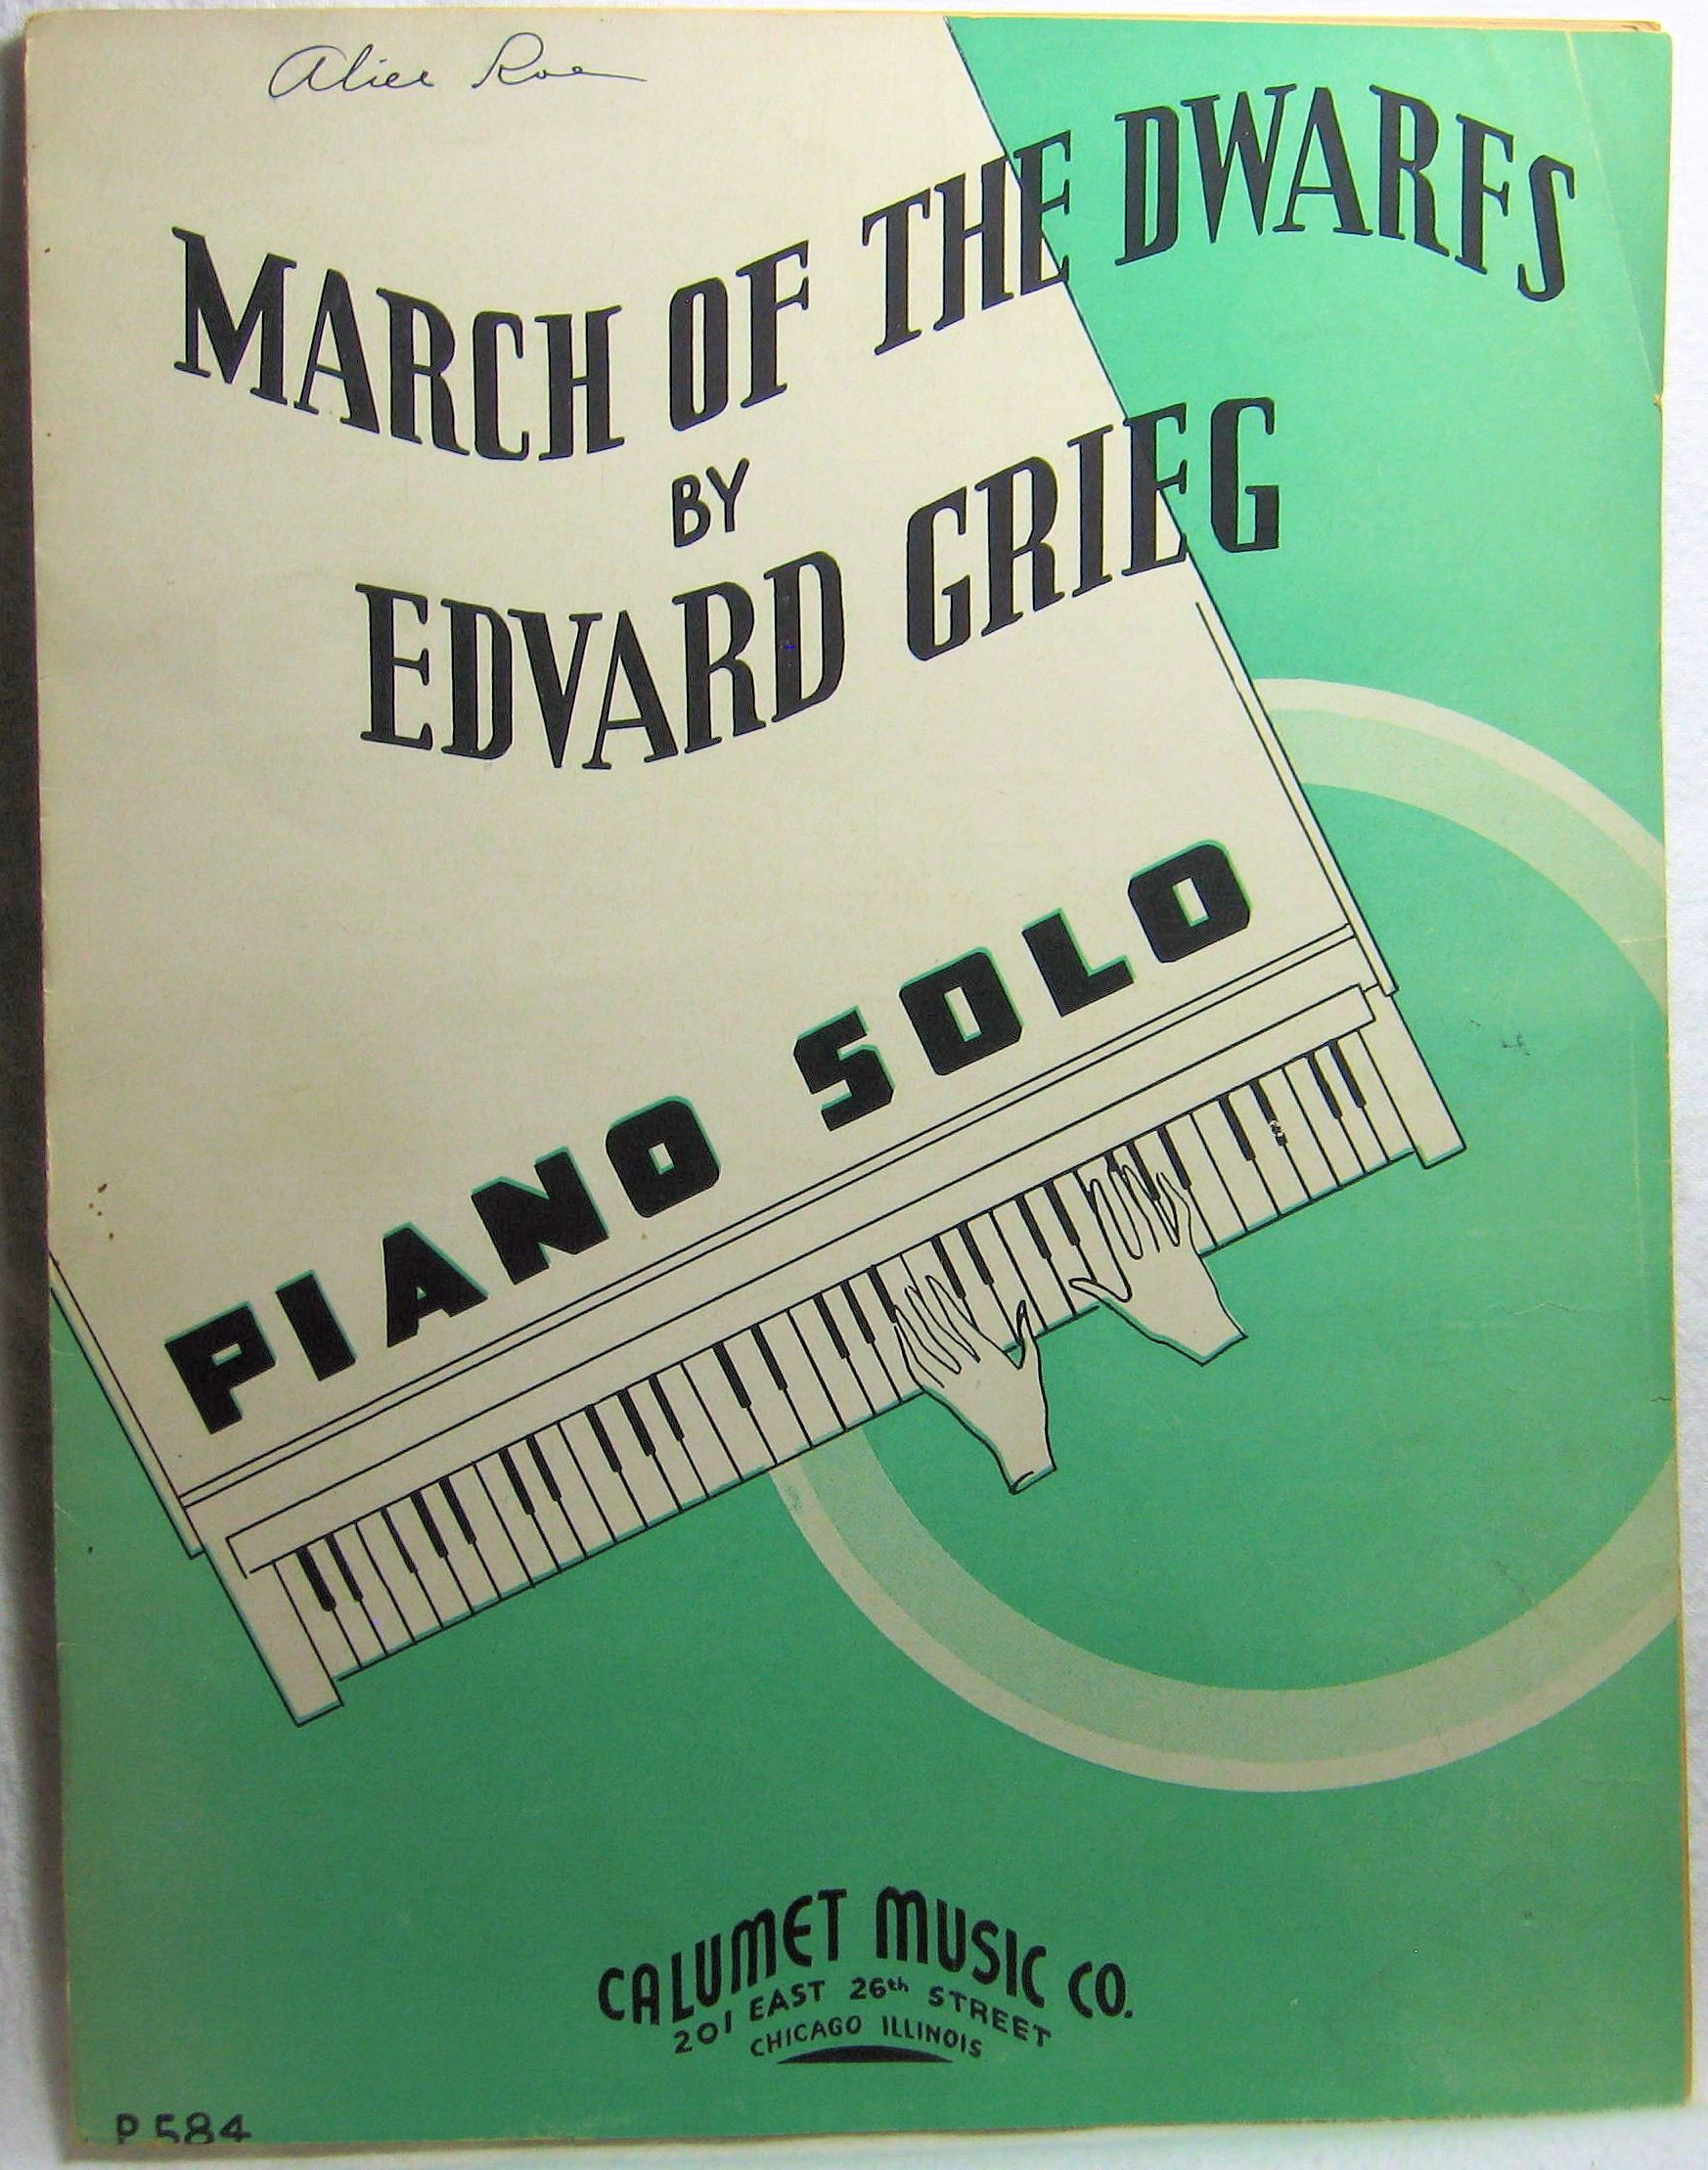 Alice Roe
MARCH OF THE DWARFS
BY
EDVARD GRIEG
PIANO SOLO
CALUMET MUSIC CO.
201 EAST 26th STREET
CHICAGO ILLINOIS
P 584